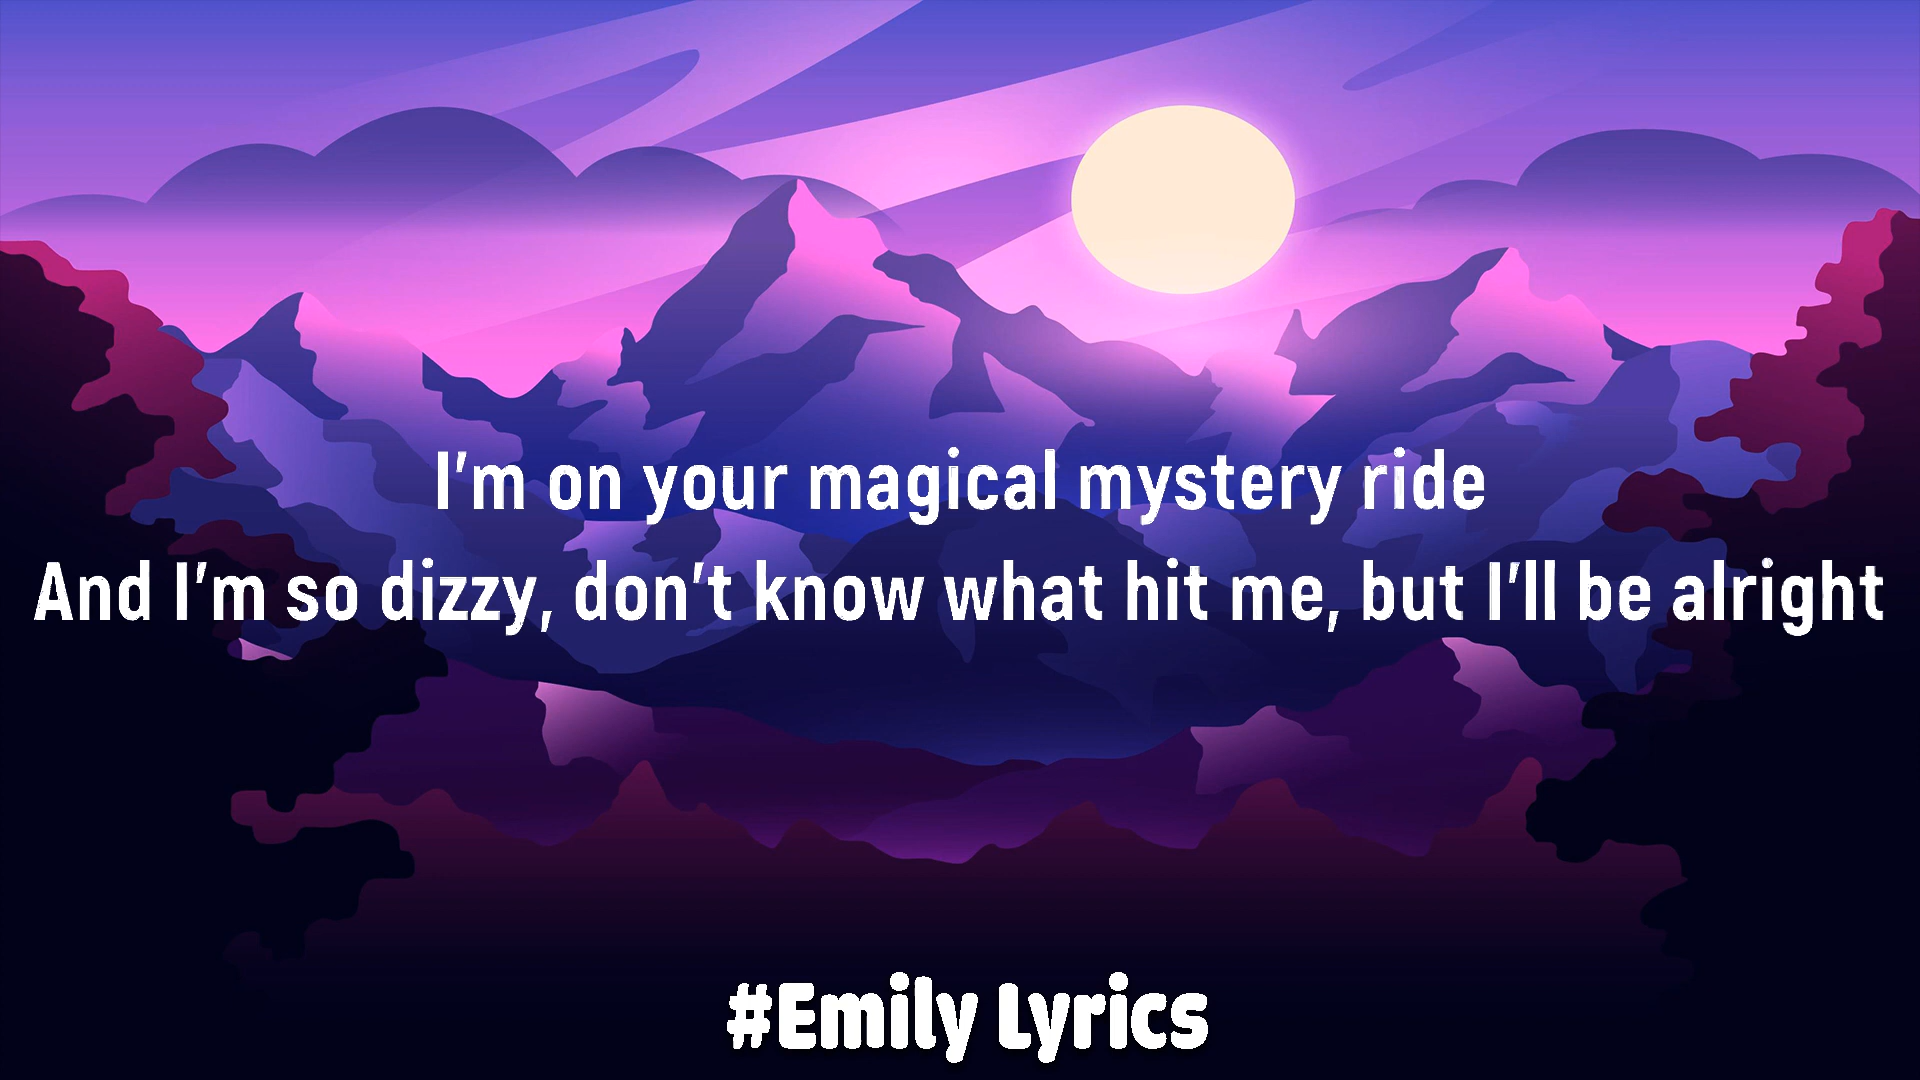 I'm on your magical mystery ride
And I'm so dizzy, don't know what hit me, but I'll be alright
#Emily Lyrics